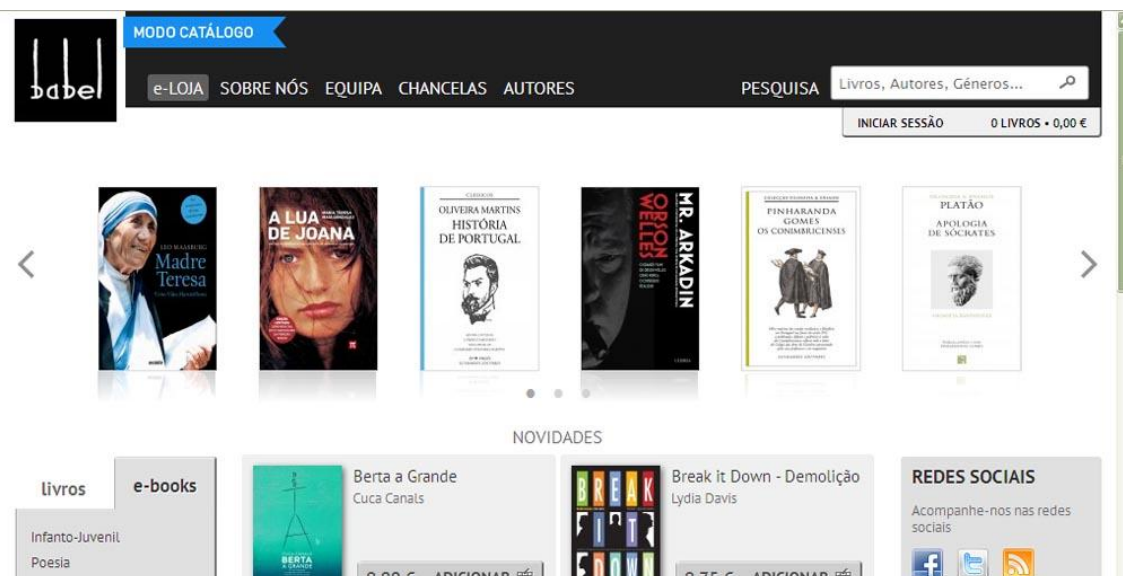 MODO CATÁLOGO
babel
e-LOJA SOBRE NÓS EQUIPA CHANCELAS AUTORES PESQUISA Livros, Autores, Géneros...
INICIAR SESSÃO 0 LIVROS • 0,00 €
LEO MAASBURG
Madre
Teresa
A LUA
DE JOANA
MARIA TERESA
CLÁSSICOS
OLIVEIRA MARTINS
HISTÓRIA
DE PORTUGAL
MR. ARKADIN
ORSON
WELLES
PINHARANDA
GOMES
OS CONIMBRICENSES
PLATÃO
APOLOGIA
DE SÓCRATES
NOVIDADES
livros
e-books
Infanto-Juvenil
Poesia
BERTA
A GRANDE
Berta a Grande
Cuca Canals
ADICIONAR
BREAK
IT
DOWN
Break it Down - Demolição
Lydia Davis
ADICIONAR
REDES SOCIAIS
Acompanhe-nos nas redes
sociais